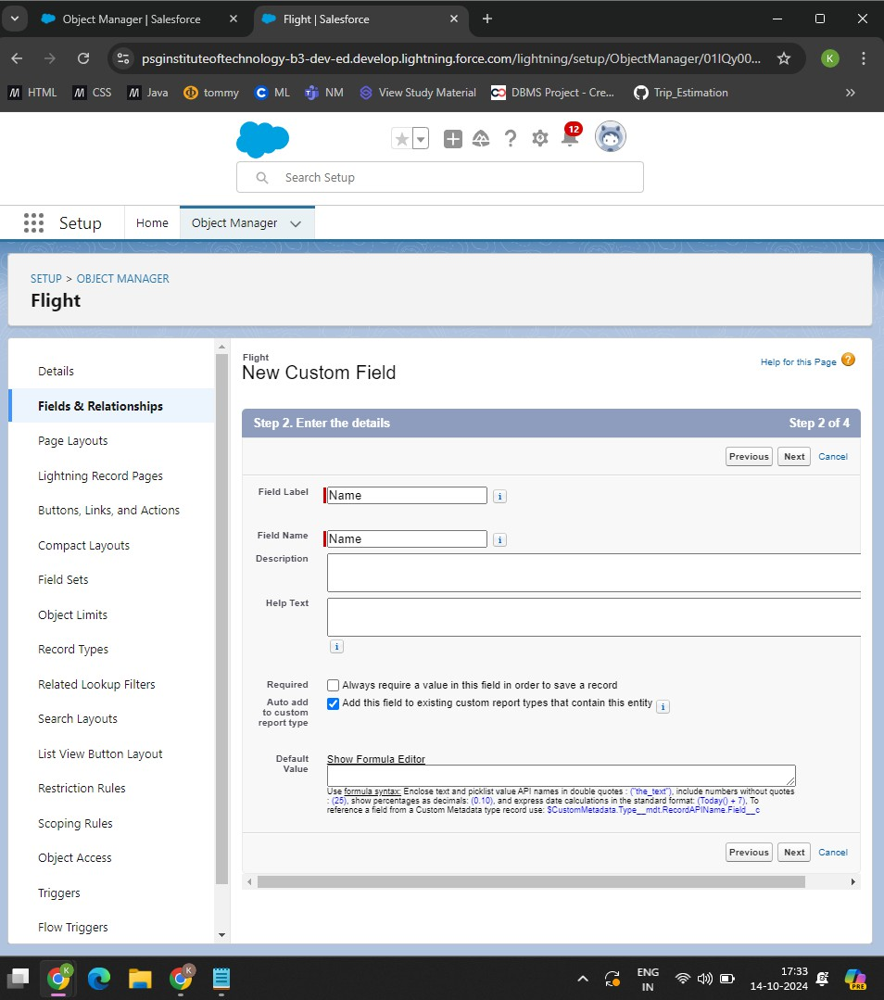 Object Manager | Salesforce
Flight | Salesforce
psginstituteoftechnology-b3-dev-ed.develop.lightning.force.com/lightning/setup/ObjectManager/01IQy00...
K
HTML
CSS
Java
tommy
ML
NM
View Study Material
DBMS Project - Cre...
Trip_Estimation
12
Search Setup
Setup
Home
Object Manager
SETUP > OBJECT MANAGER
Flight
Details
Fields & Relationships
Page Layouts
Lightning Record Pages
Buttons, Links, and Actions
Compact Layouts
Field Sets
Object Limits
Record Types
Related Lookup Filters
Search Layouts
List View Button Layout
Restriction Rules
Scoping Rules
Object Access
Triggers
Flow Triggers
Flight
New Custom Field
Help for this Page ?
Step 2. Enter the details
Step 2 of 4
Previous Next Cancel
Field Label Name i
Field Name Name i
Description
Help Text
i
Required Always require a value in this field in order to save a record
Auto add to custom report type
Add this field to existing custom report types that contain this entity i
Default Value
Show Formula Editor
Use formula syntax: Enclose text and picklist value API names in double quotes : ("the_text"), include numbers without quotes
: (25), show percentages as decimals: (0.10), and express date calculations in the standard format: (Today() + 7). To
reference a field from a Custom Metadata type record use: $CustomMetadata.Type__mdt.RecordAPIName.Field__c
Previous Next Cancel
K
K
ENG
IN
17:33
14-10-2024
PRE